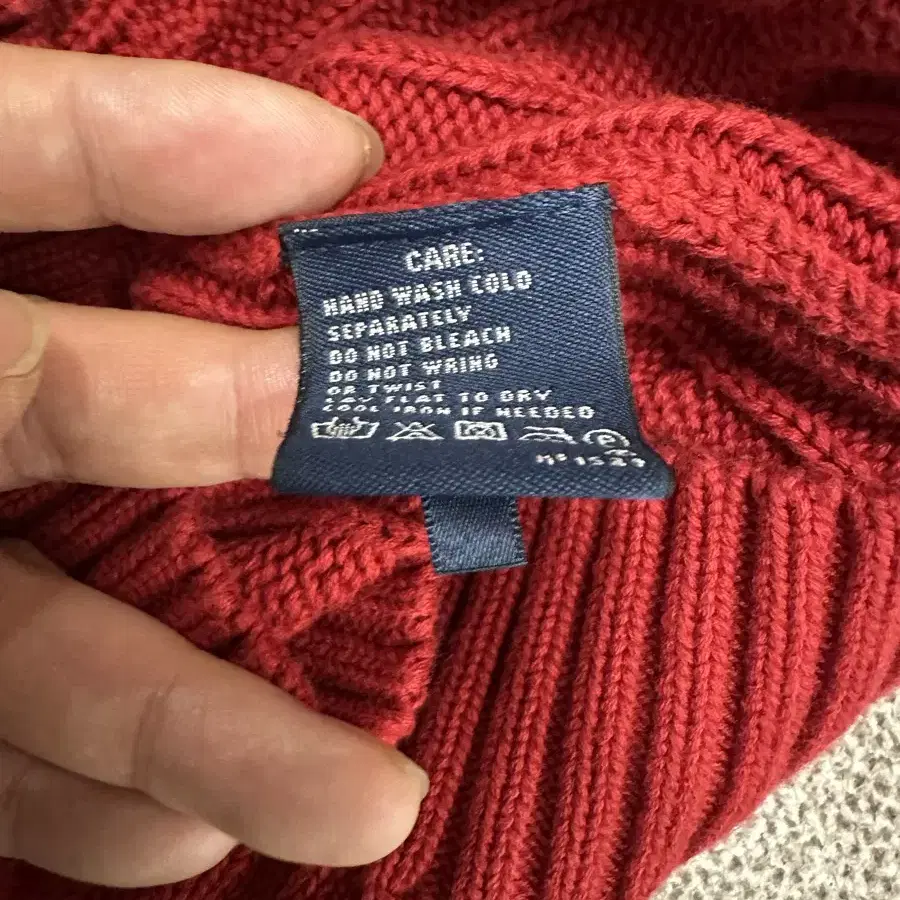 CARE:
HAND WASH COLD
SEPARATELY
DO NOT BLEACH
DO NOT WRING
OR TWIST
LAY FLAT TO DRY
COOL IRON IF NEEDED
P